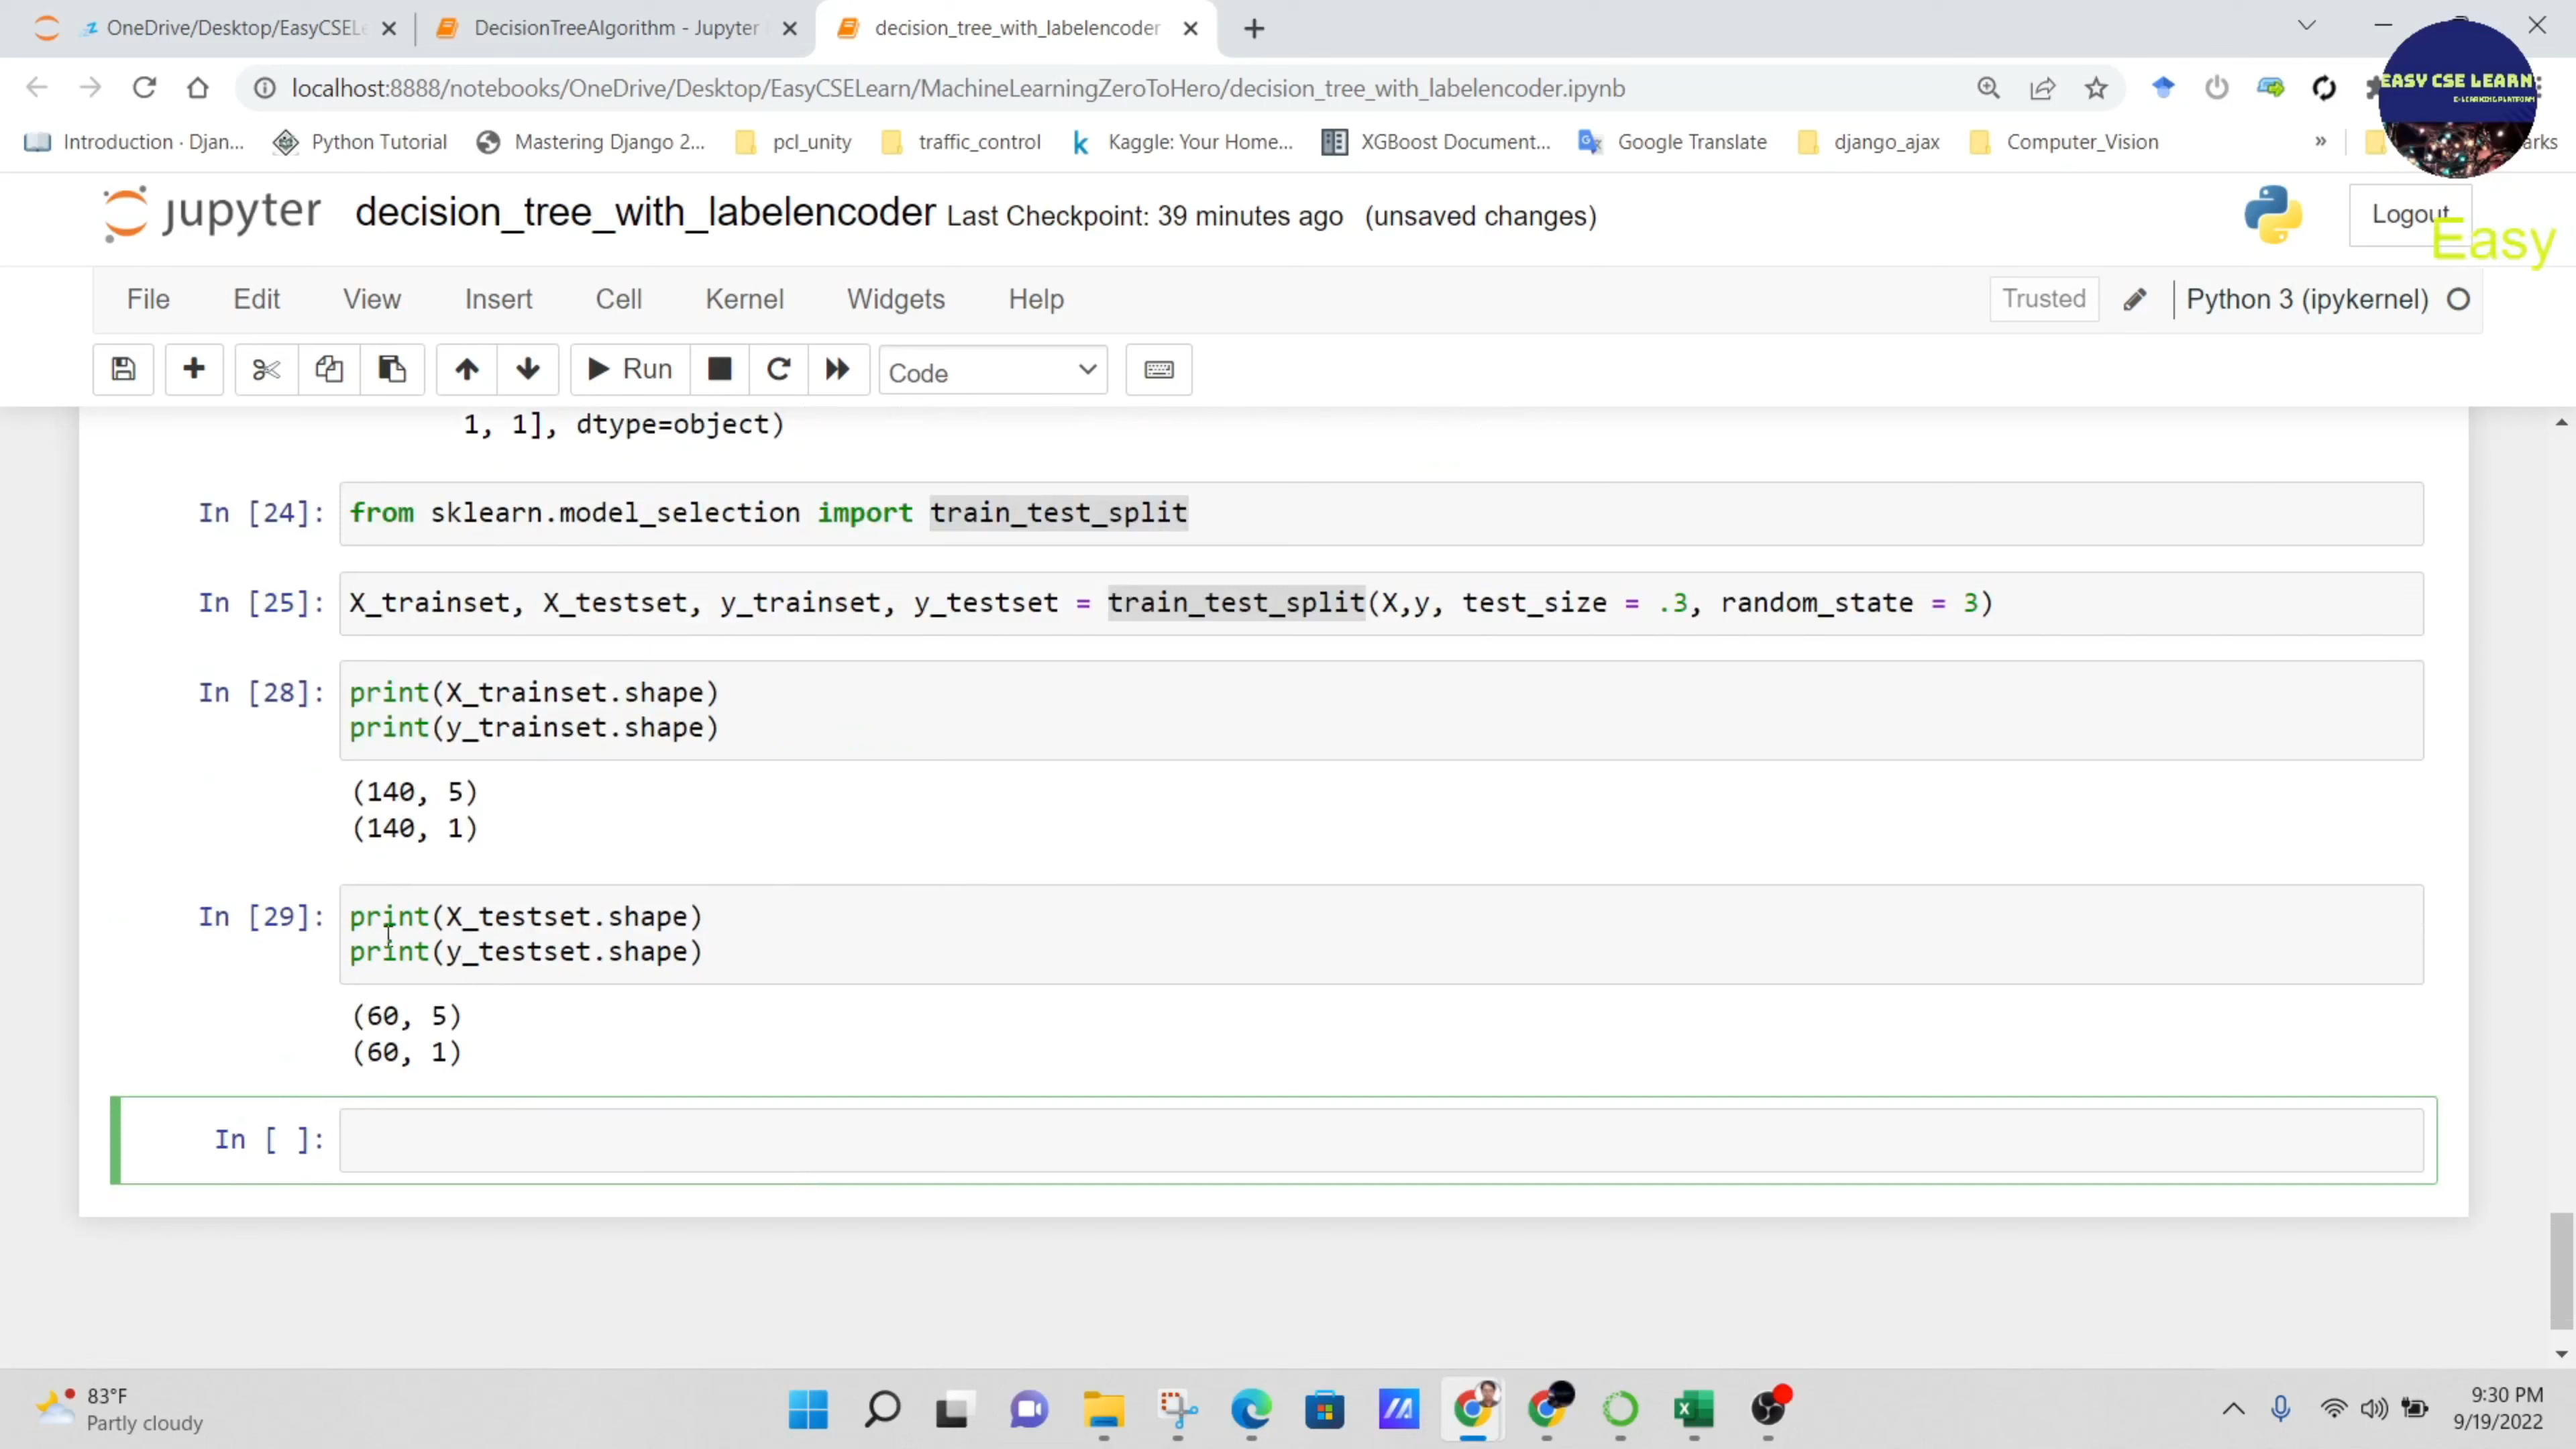 OneDrive/Desktop/EasyCSELe
DecisionTreeAlgorithm - Jupyter
decision_tree_with_labelencoder
localhost:8888/notebooks/OneDrive/Desktop/EasyCSELearn/MachineLearningZeroToHero/decision_tree_with_labelencoder.ipynb
EASY CSE LEARN
E-LEARNING PLATFORM
Introduction · Djan...
Python Tutorial
Mastering Django 2...
pcl_unity
traffic_control
Kaggle: Your Home...
XGBoost Document...
Google Translate
django_ajax
Computer_Vision
»
arks
jupyter decision_tree_with_labelencoder Last Checkpoint: 39 minutes ago (unsaved changes)
Logout
Easy
File Edit View Insert Cell Kernel Widgets Help
Trusted
Python 3 (ipykernel)
Run
Code
1, 1], dtype=object)
In [24]: from sklearn.model_selection import train_test_split
In [25]: X_trainset, X_testset, y_trainset, y_testset = train_test_split(X,y, test_size = .3, random_state = 3)
In [28]: print(X_trainset.shape)
print(y_trainset.shape)
(140, 5)
(140, 1)
In [29]: print(X_testset.shape)
print(y_testset.shape)
(60, 5)
(60, 1)
In [ ]:
83°F
Partly cloudy
9:30 PM
9/19/2022